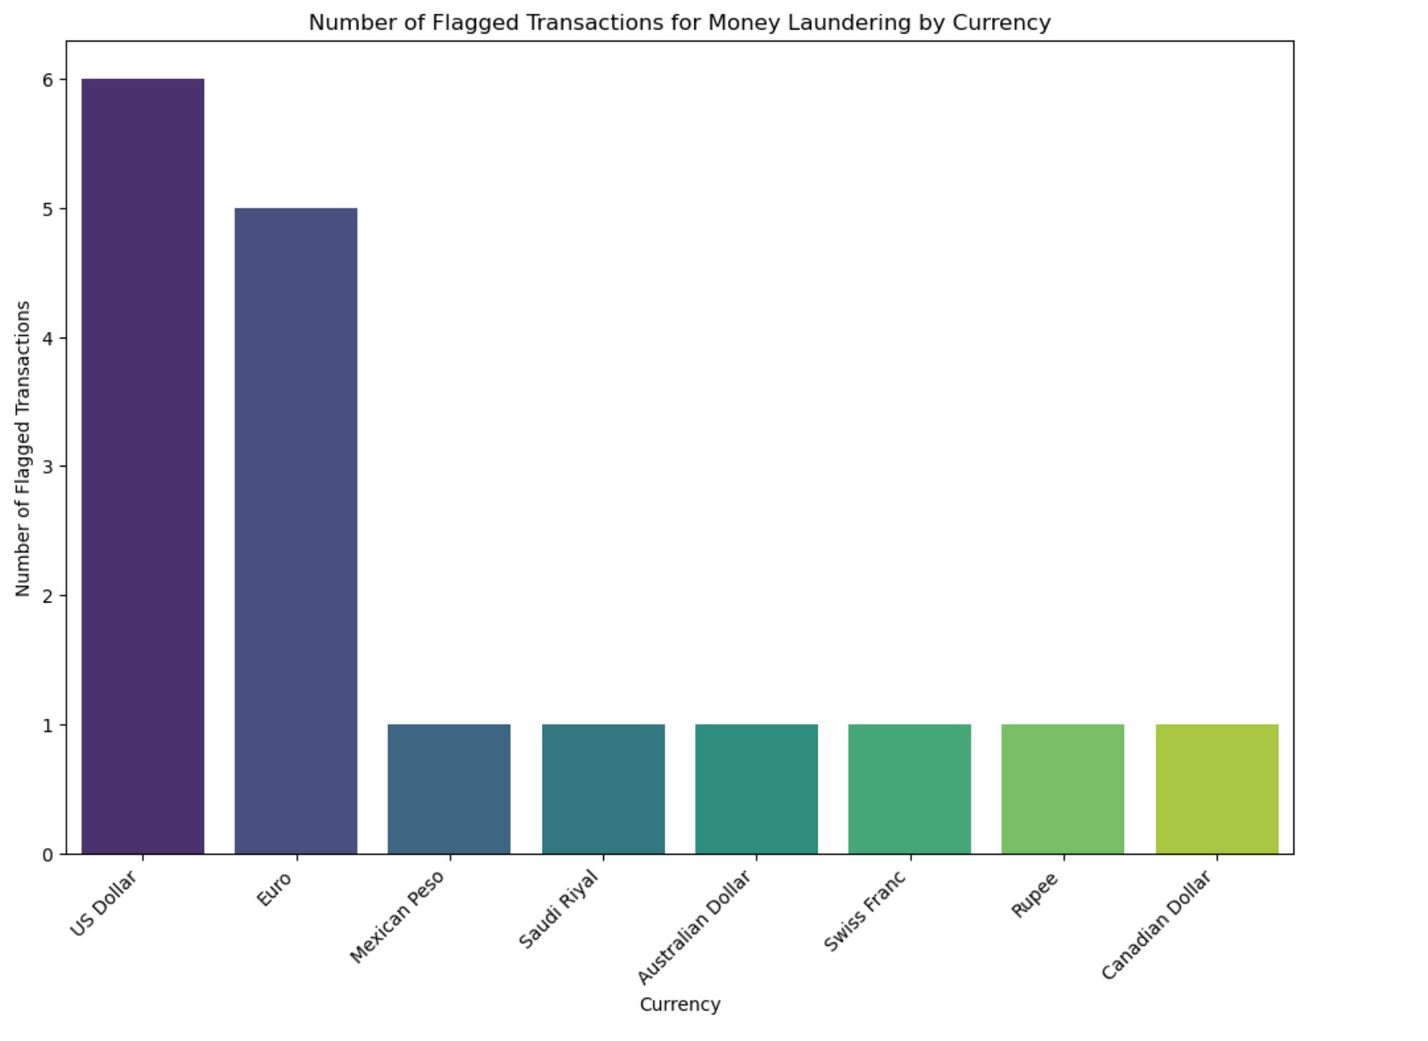 Number of Flagged Transactions for Money Laundering by Currency
Number of Flagged Transactions
6
5
4
3
2
1
0
US Dollar
Euro
Mexican Peso
Saudi Riyal
Australian Dollar
Swiss Franc
Rupee
Canadian Dollar
Currency